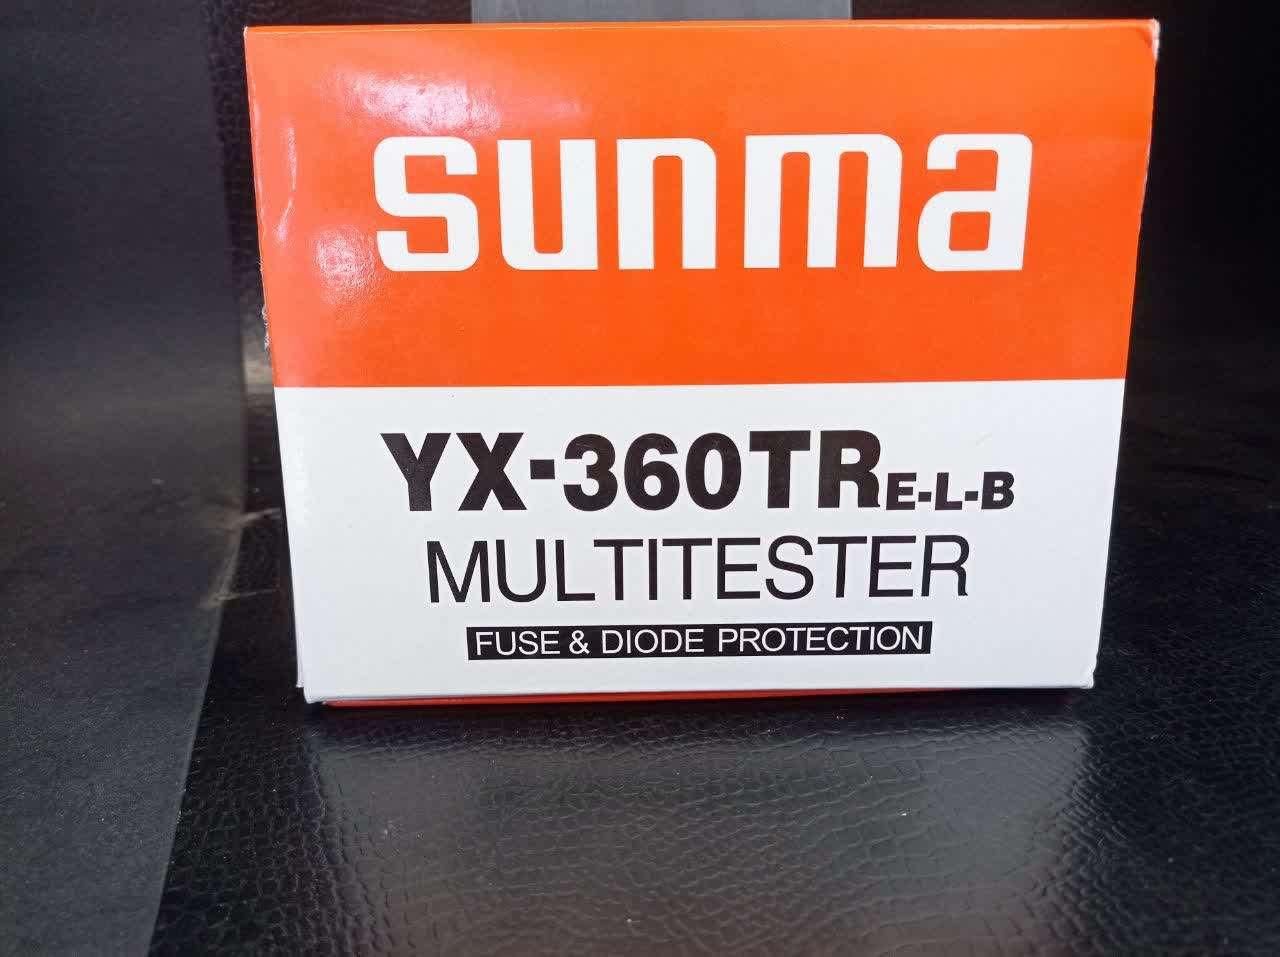 sunma
YX-360TRE-L-B
MULTITESTER
FUSE & DIODE PROTECTION